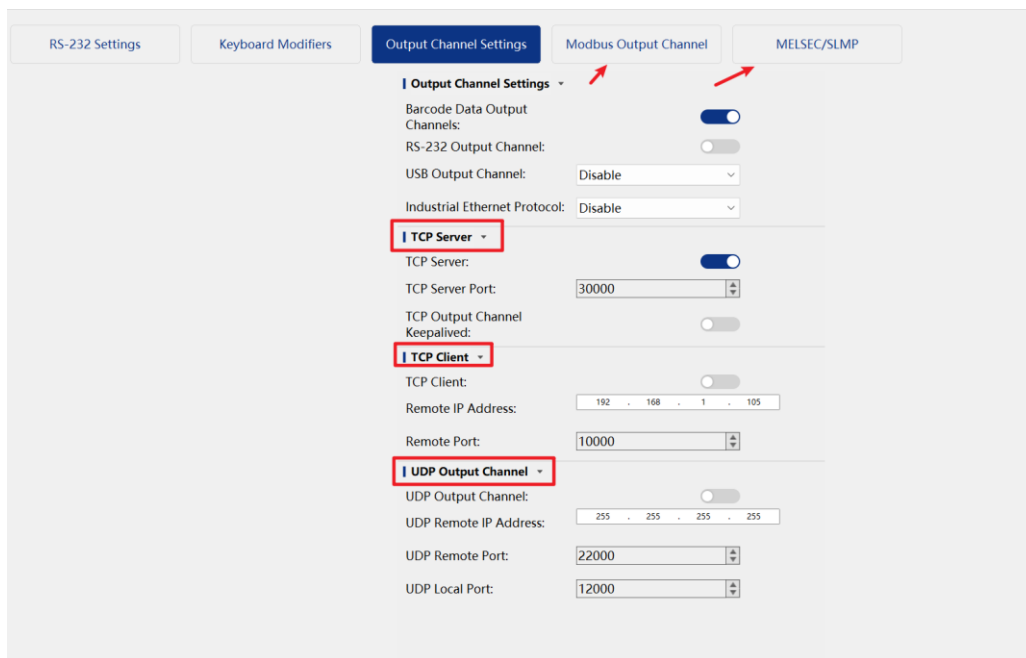 RS-232 Settings
Keyboard Modifiers
Output Channel Settings
Modbus Output Channel
MELSEC/SLMP
Output Channel Settings
Barcode Data Output
Channels:
RS-232 Output Channel:
USB Output Channel: Disable
Industrial Ethernet Protocol: Disable
TCP Server
TCP Server:
TCP Server Port: 30000
TCP Output Channel
Keepalived:
TCP Client
TCP Client:
Remote IP Address: 192 . 168 . 1 . 105
Remote Port: 10000
UDP Output Channel
UDP Output Channel:
UDP Remote IP Address: 255 . 255 . 255 . 255
UDP Remote Port: 22000
UDP Local Port: 12000